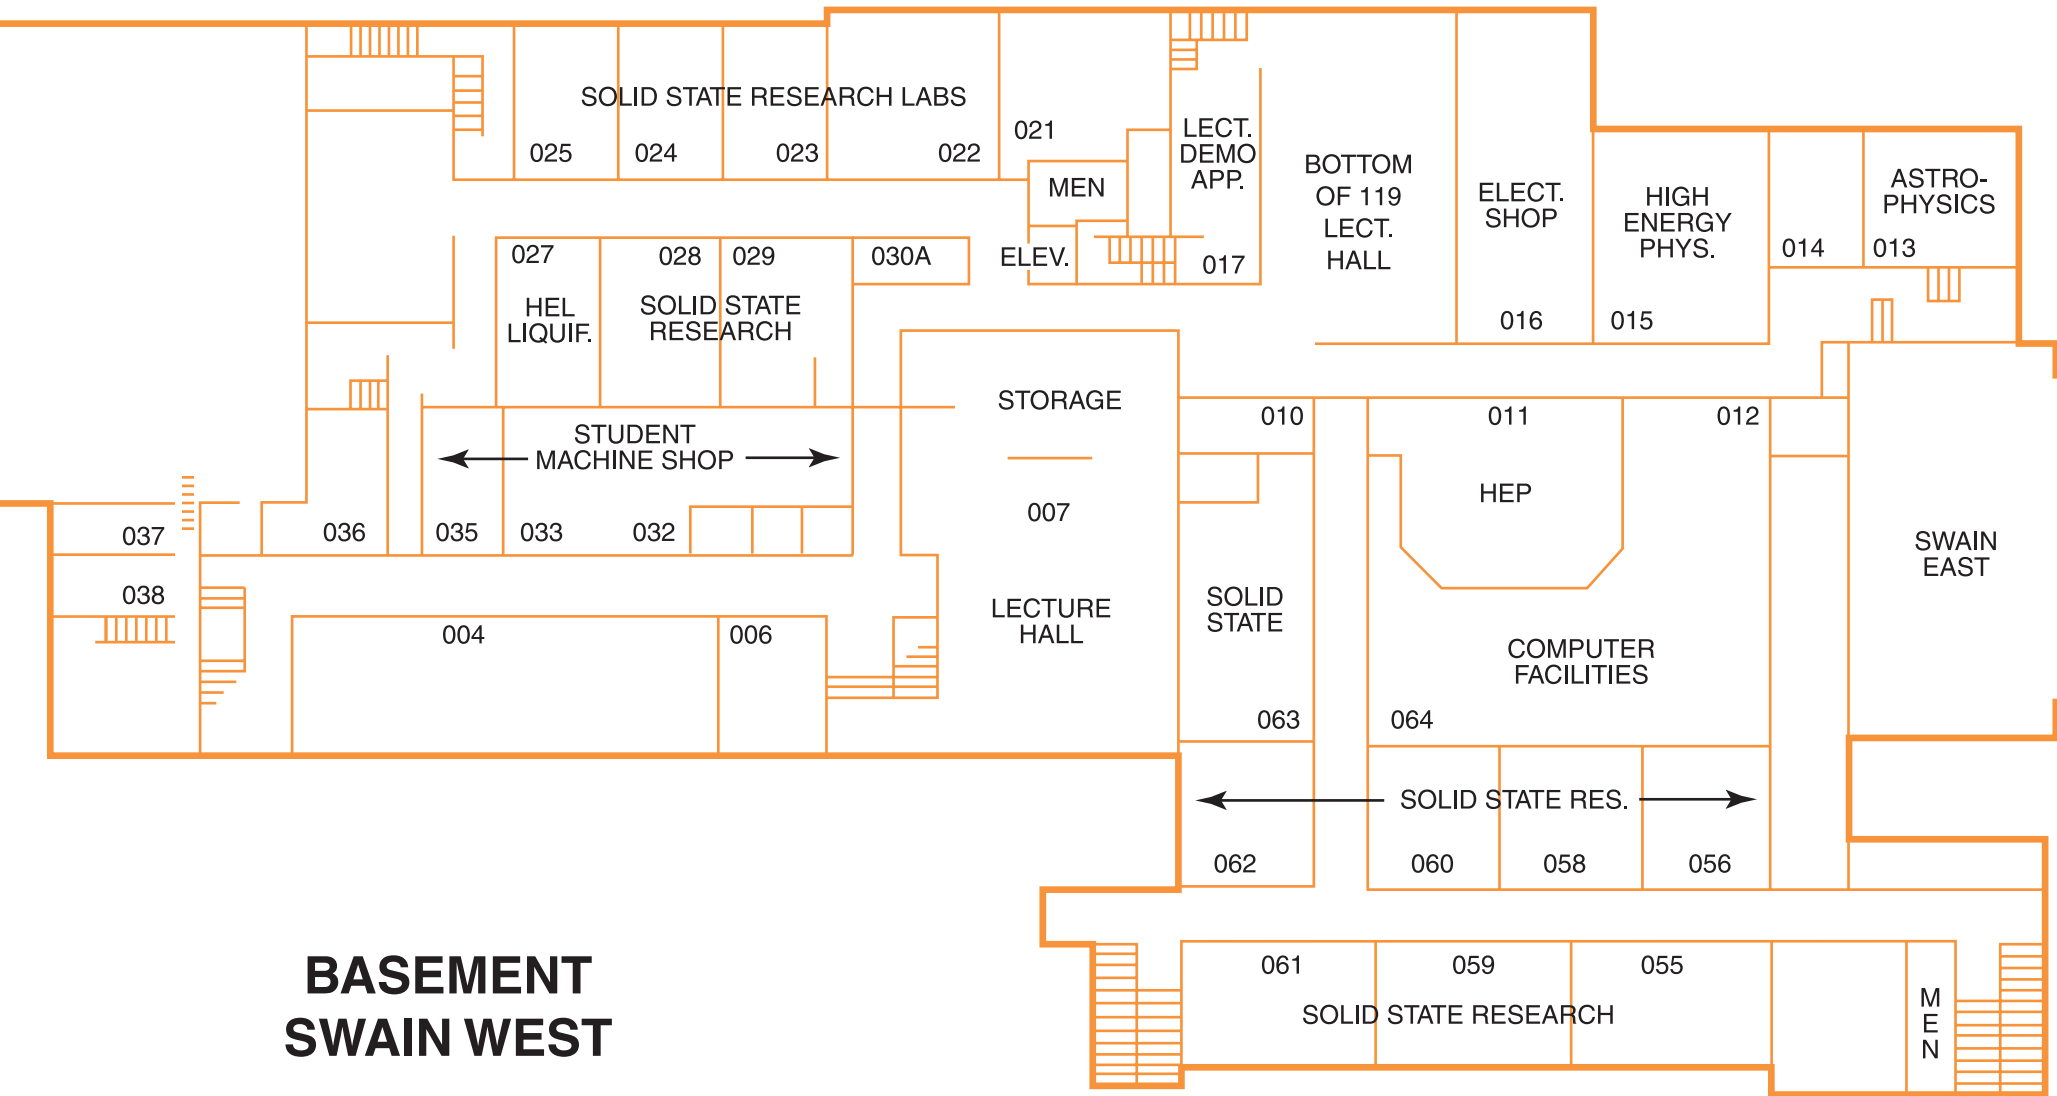 SOLID STATE RESEARCH LABS
025
024
023
022
021
MEN
ELEV.
LECT.
DEMO
APP.
017
BOTTOM
OF 119
LECT.
HALL
ELECT.
SHOP
016
HIGH
ENERGY
PHYS.
015
014
ASTRO-
PHYSICS
013
027
HEL
LIQUIF.
028
029
SOLID STATE
RESEARCH
030A
STORAGE
007
LECTURE
HALL
STUDENT
MACHINE SHOP
037
038
036
035
033
032
004
006
010
011
012
HEP
SOLID
STATE
063
064
COMPUTER
FACILITIES
SWAIN
EAST
SOLID STATE RES.
062
060
058
056
061
059
055
SOLID STATE RESEARCH
M
E
N
BASEMENT
SWAIN WEST